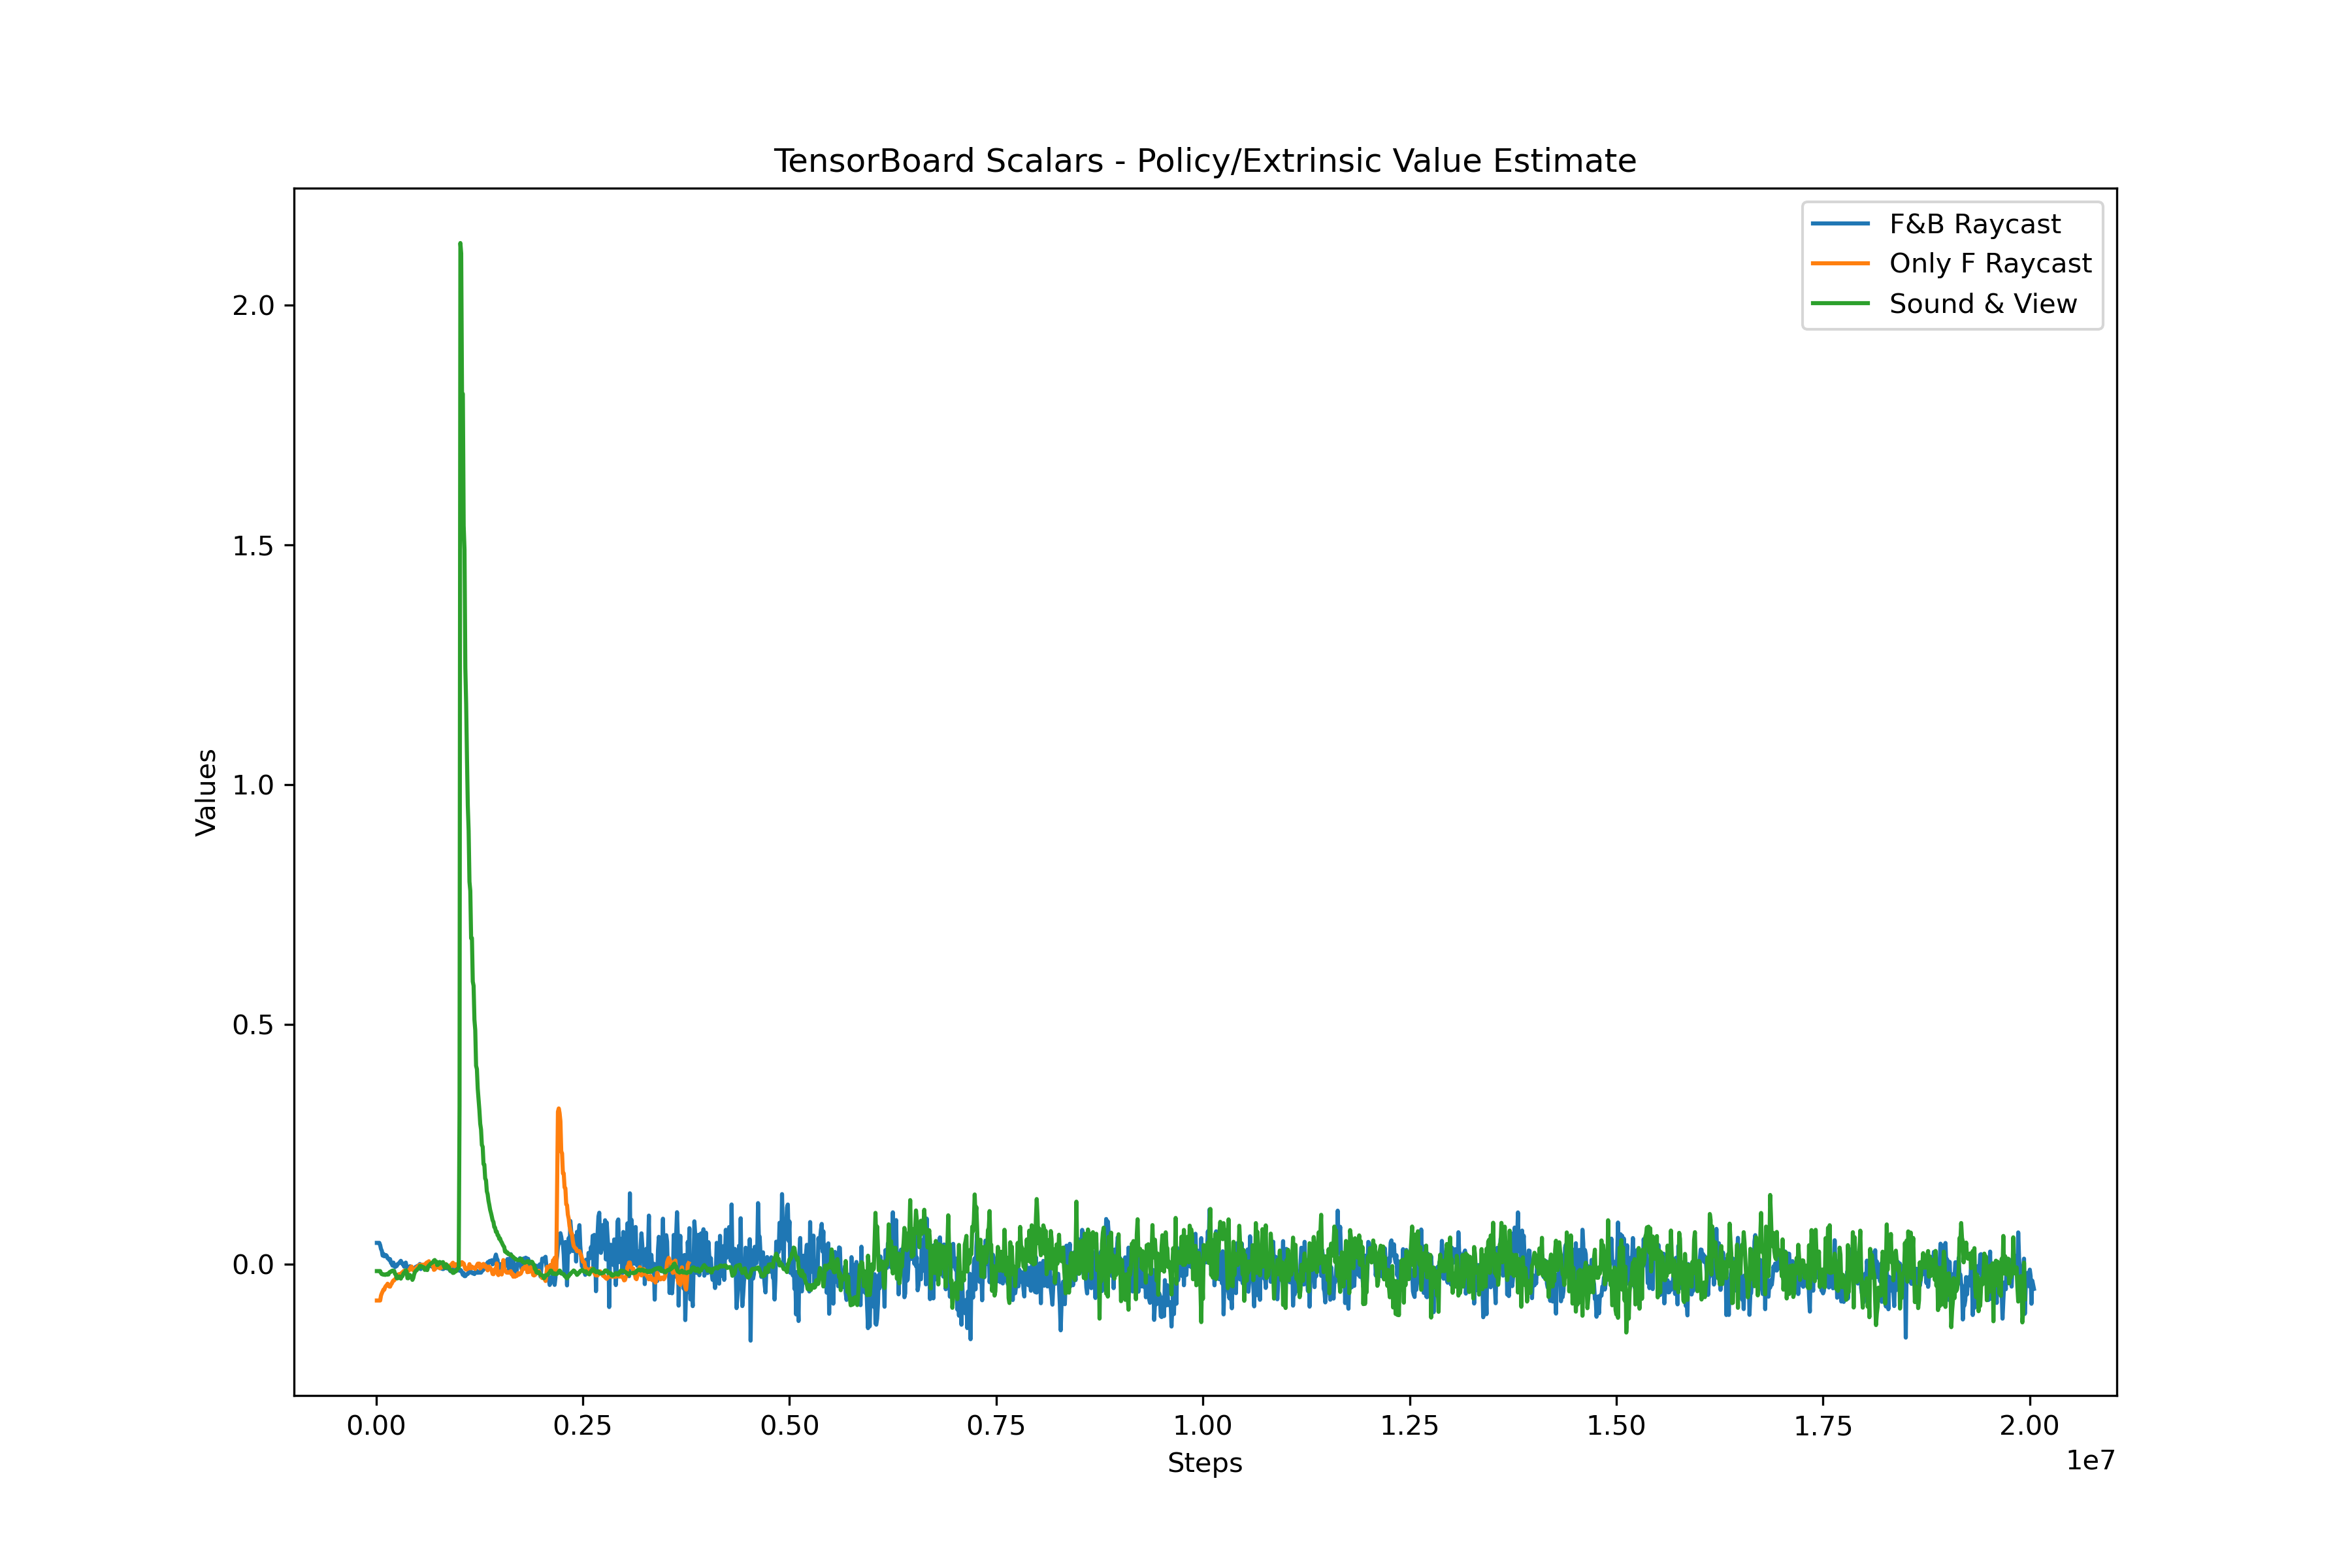 TensorBoard Scalars - Policy/Extrinsic Value Estimate
F&B Raycast
Only F Raycast
Sound & View
2.0
1.5
1.0
0.5
0.0
Values
0.00 0.25 0.50 0.75 1.00 1.25 1.50 1.75 2.00
Steps
1e7